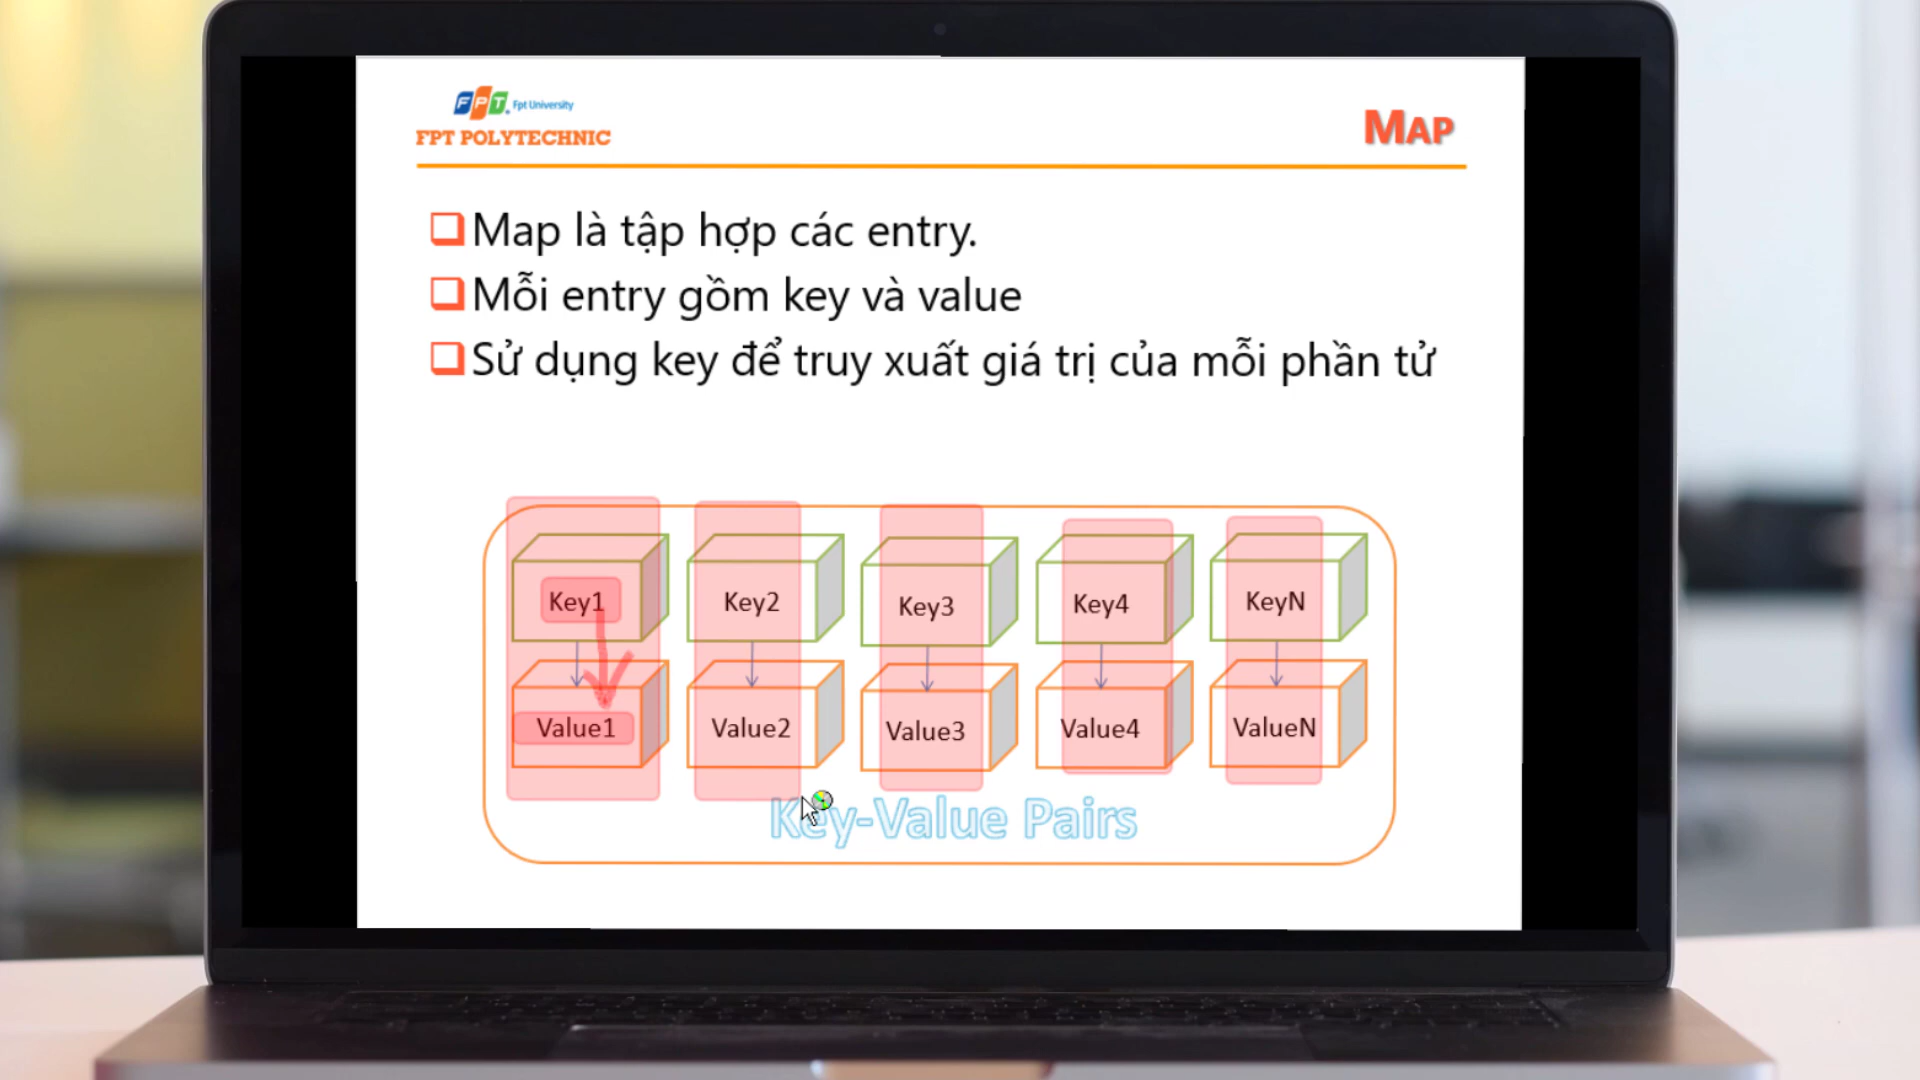 FPT Fpt University
FPT POLYTECHNIC
MAP
Map là tập hợp các entry.
Mỗi entry gồm key và value
Sử dụng key để truy xuất giá trị của mỗi phần tử
Key1 Key2 Key3 Key4 KeyN
Value1 Value2 Value3 Value4 ValueN
Key-Value Pairs